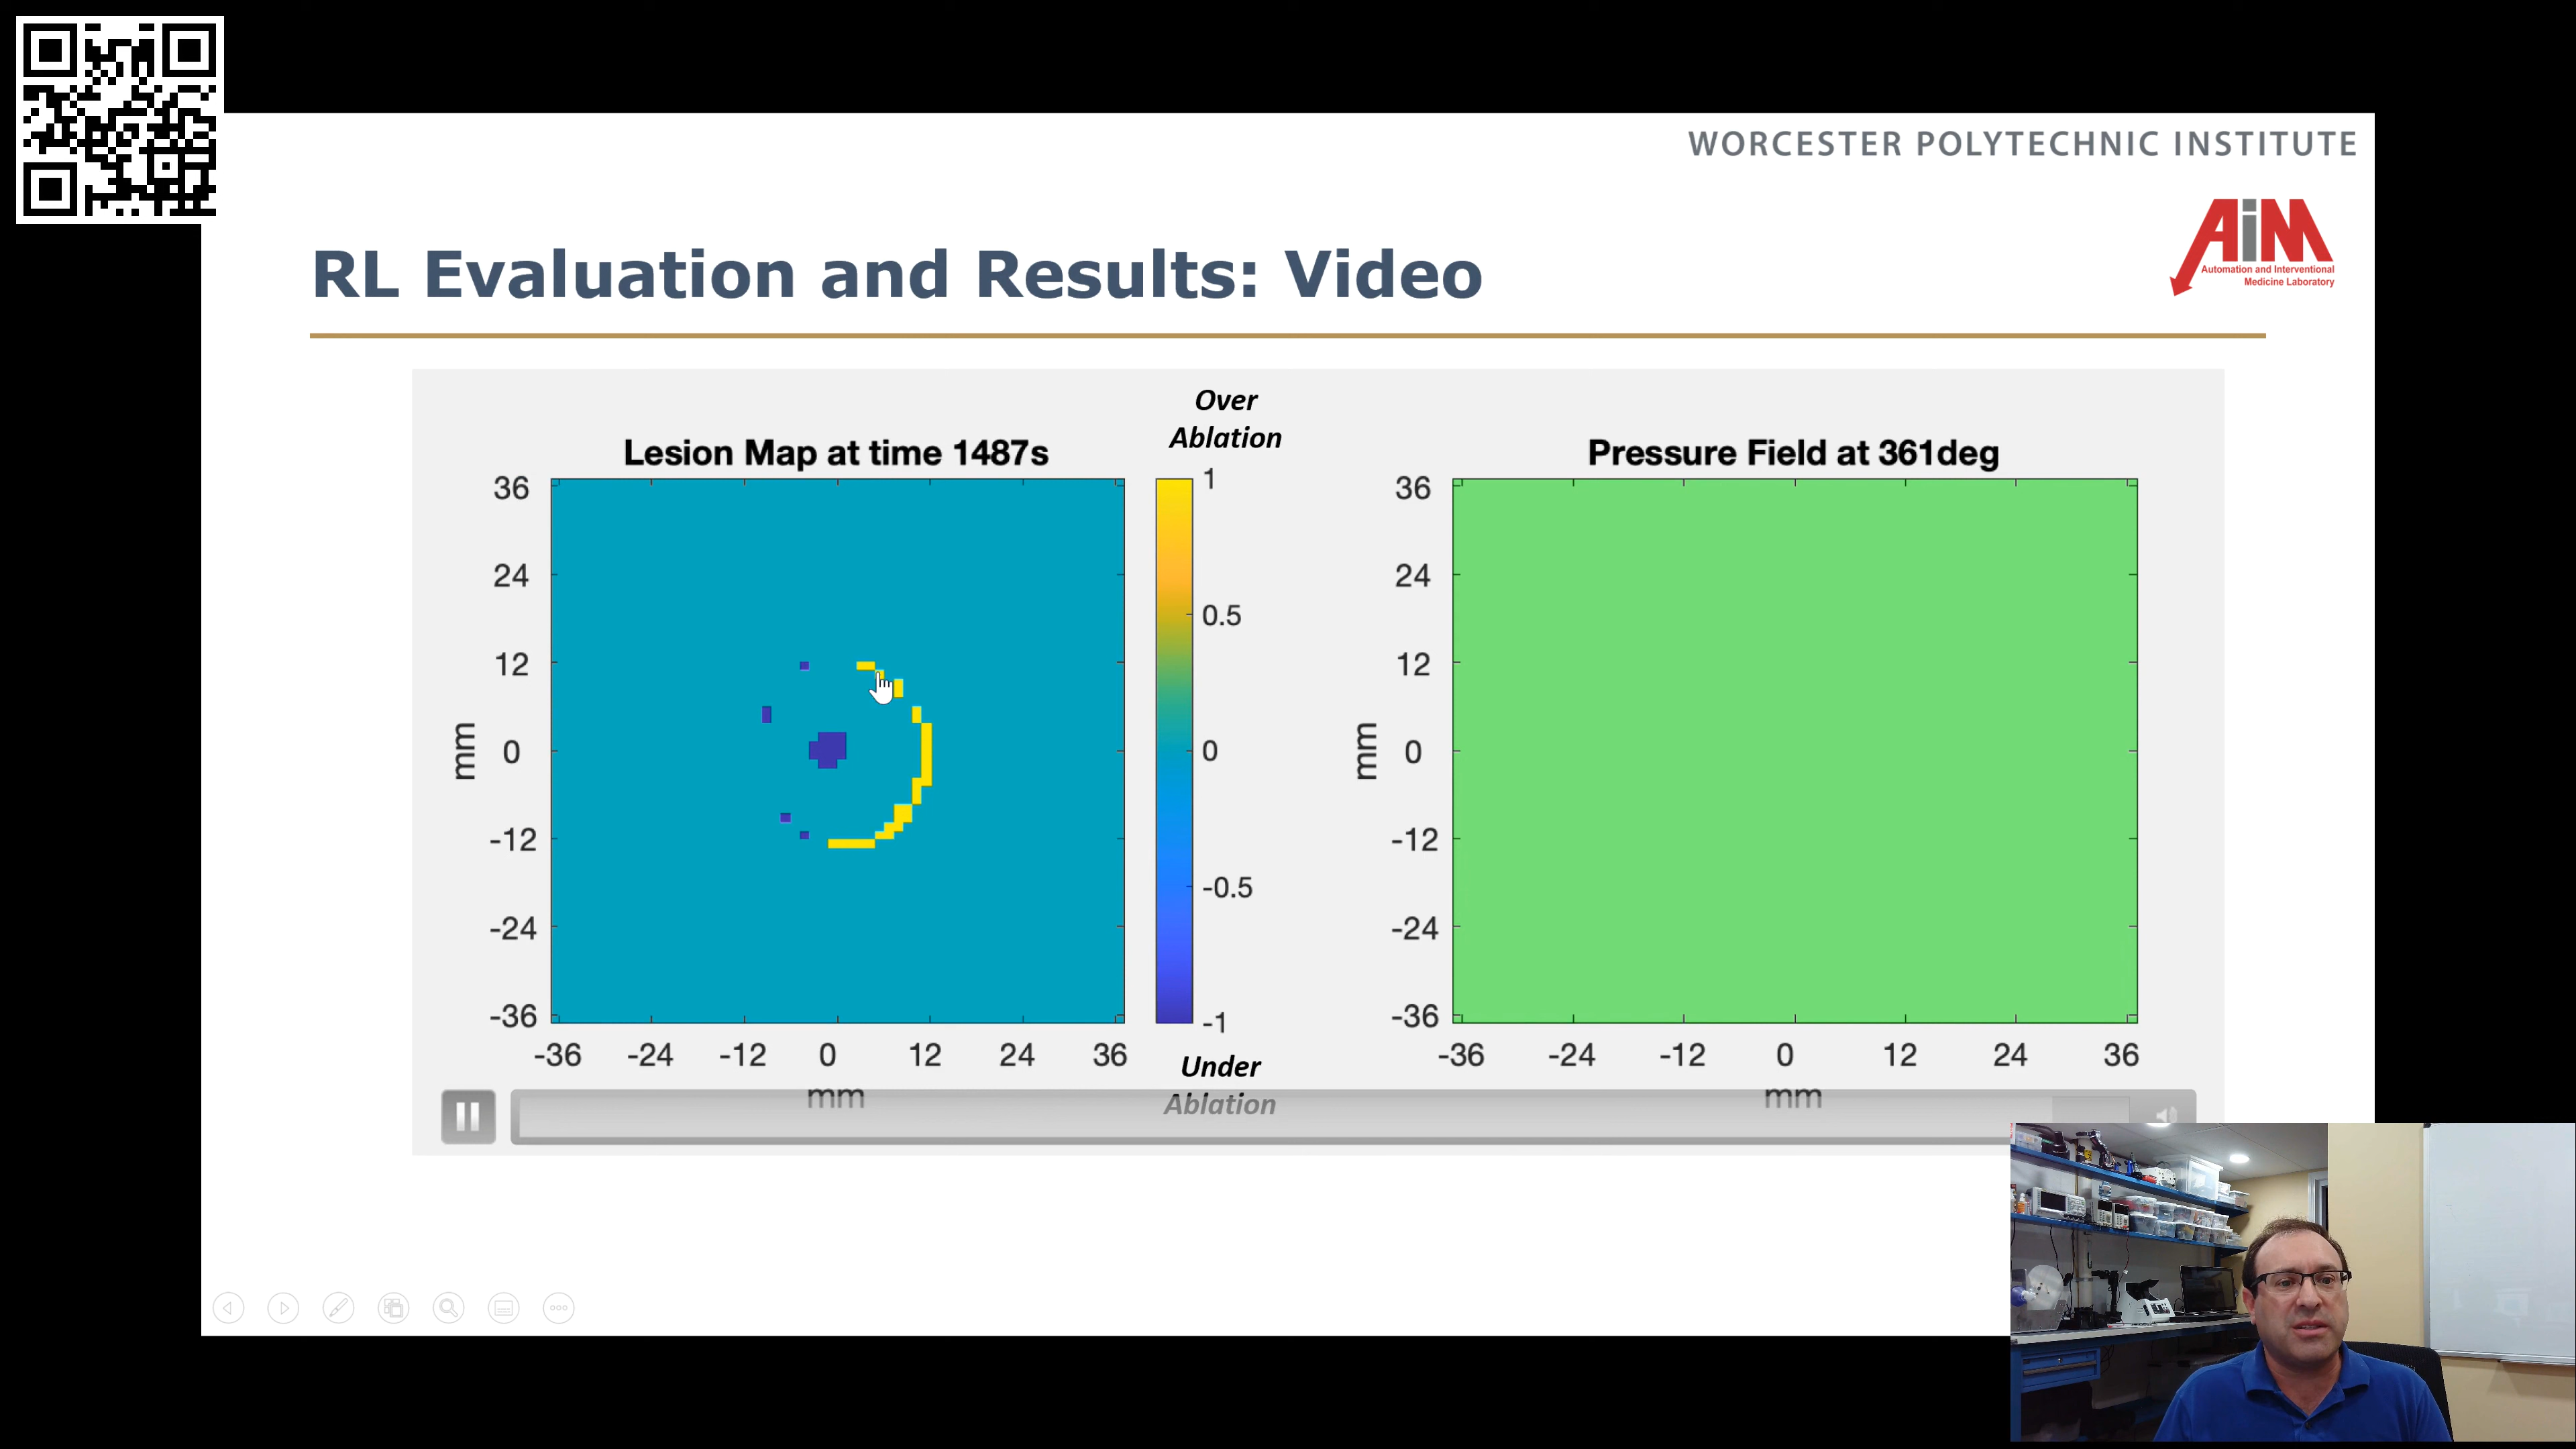 WORCESTER POLYTECHNIC INSTITUTE
AiM
Automation and Interventional
Medicine Laboratory
RL Evaluation and Results: Video
Over
Ablation
Lesion Map at time 1487s
36
24
12
0
-12
-24
-36
mm
-36 -24 -12 0 12 24 36
mm
1
0.5
0
-0.5
-1
Under
Ablation
Pressure Field at 361deg
36
24
12
0
-12
-24
-36
mm
-36 -24 -12 0 12 24 36
mm